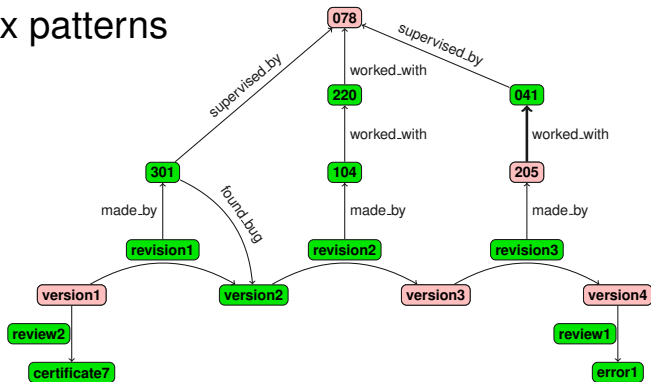 x patterns
078
supervised_by
supervised_by
worked_with
220
041
worked_with
worked_with
301
104
205
made_by
found_bug
made_by
made_by
revision1
revision2
revision3
version1
version2
version3
version4
review2
review1
certificate7
error1